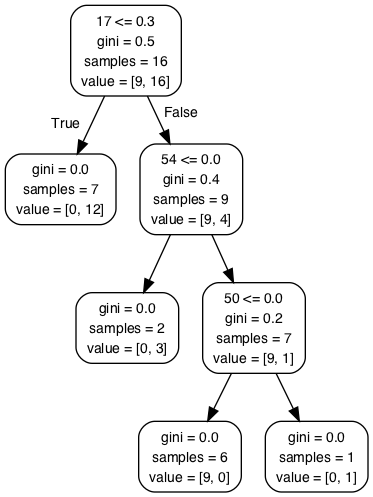 17 <= 0.3
gini = 0.5
samples = 16
value = [9, 16]
True
False
gini = 0.0
samples = 7
value = [0, 12]
54 <= 0.0
gini = 0.4
samples = 9
value = [9, 4]
gini = 0.0
samples = 2
value = [0, 3]
50 <= 0.0
gini = 0.2
samples = 7
value = [9, 1]
gini = 0.0
samples = 6
value = [9, 0]
gini = 0.0
samples = 1
value = [0, 1]